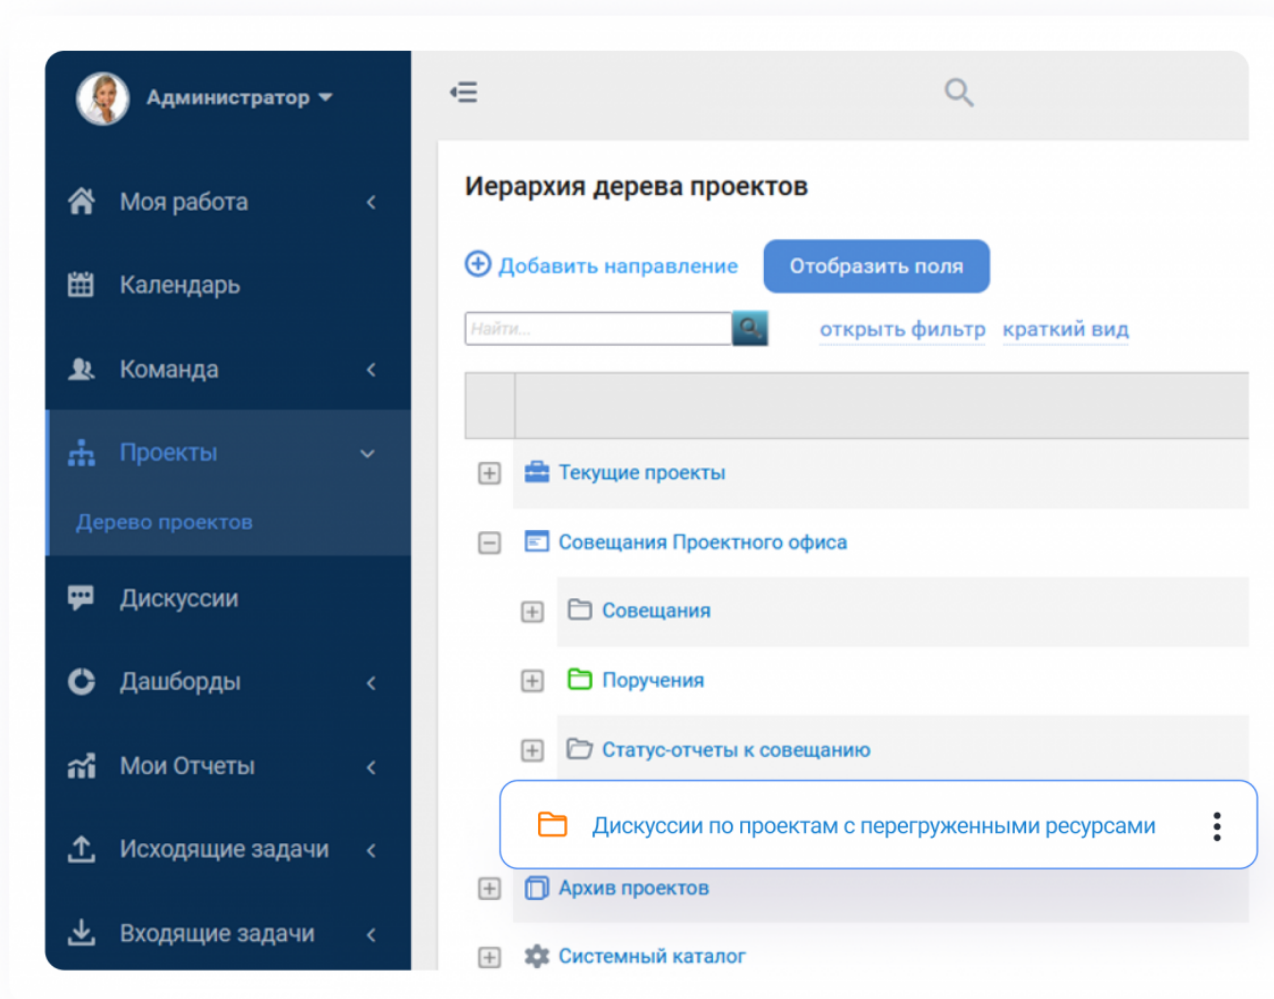 Администратор
Моя работа
Календарь
Команда
Проекты
Дерево проектов
Дискуссии
Дашборды
Мои Отчеты
Исходящие задачи
Входящие задачи
Иерархия дерева проектов
Добавить направление
Отобразить поля
Найти...
открыть фильтр краткий вид
Текущие проекты
Совещания Проектного офиса
Совещания
Поручения
Статус-отчеты к совещанию
Дискуссии по проектам с перегруженными ресурсами
Архив проектов
Системный каталог